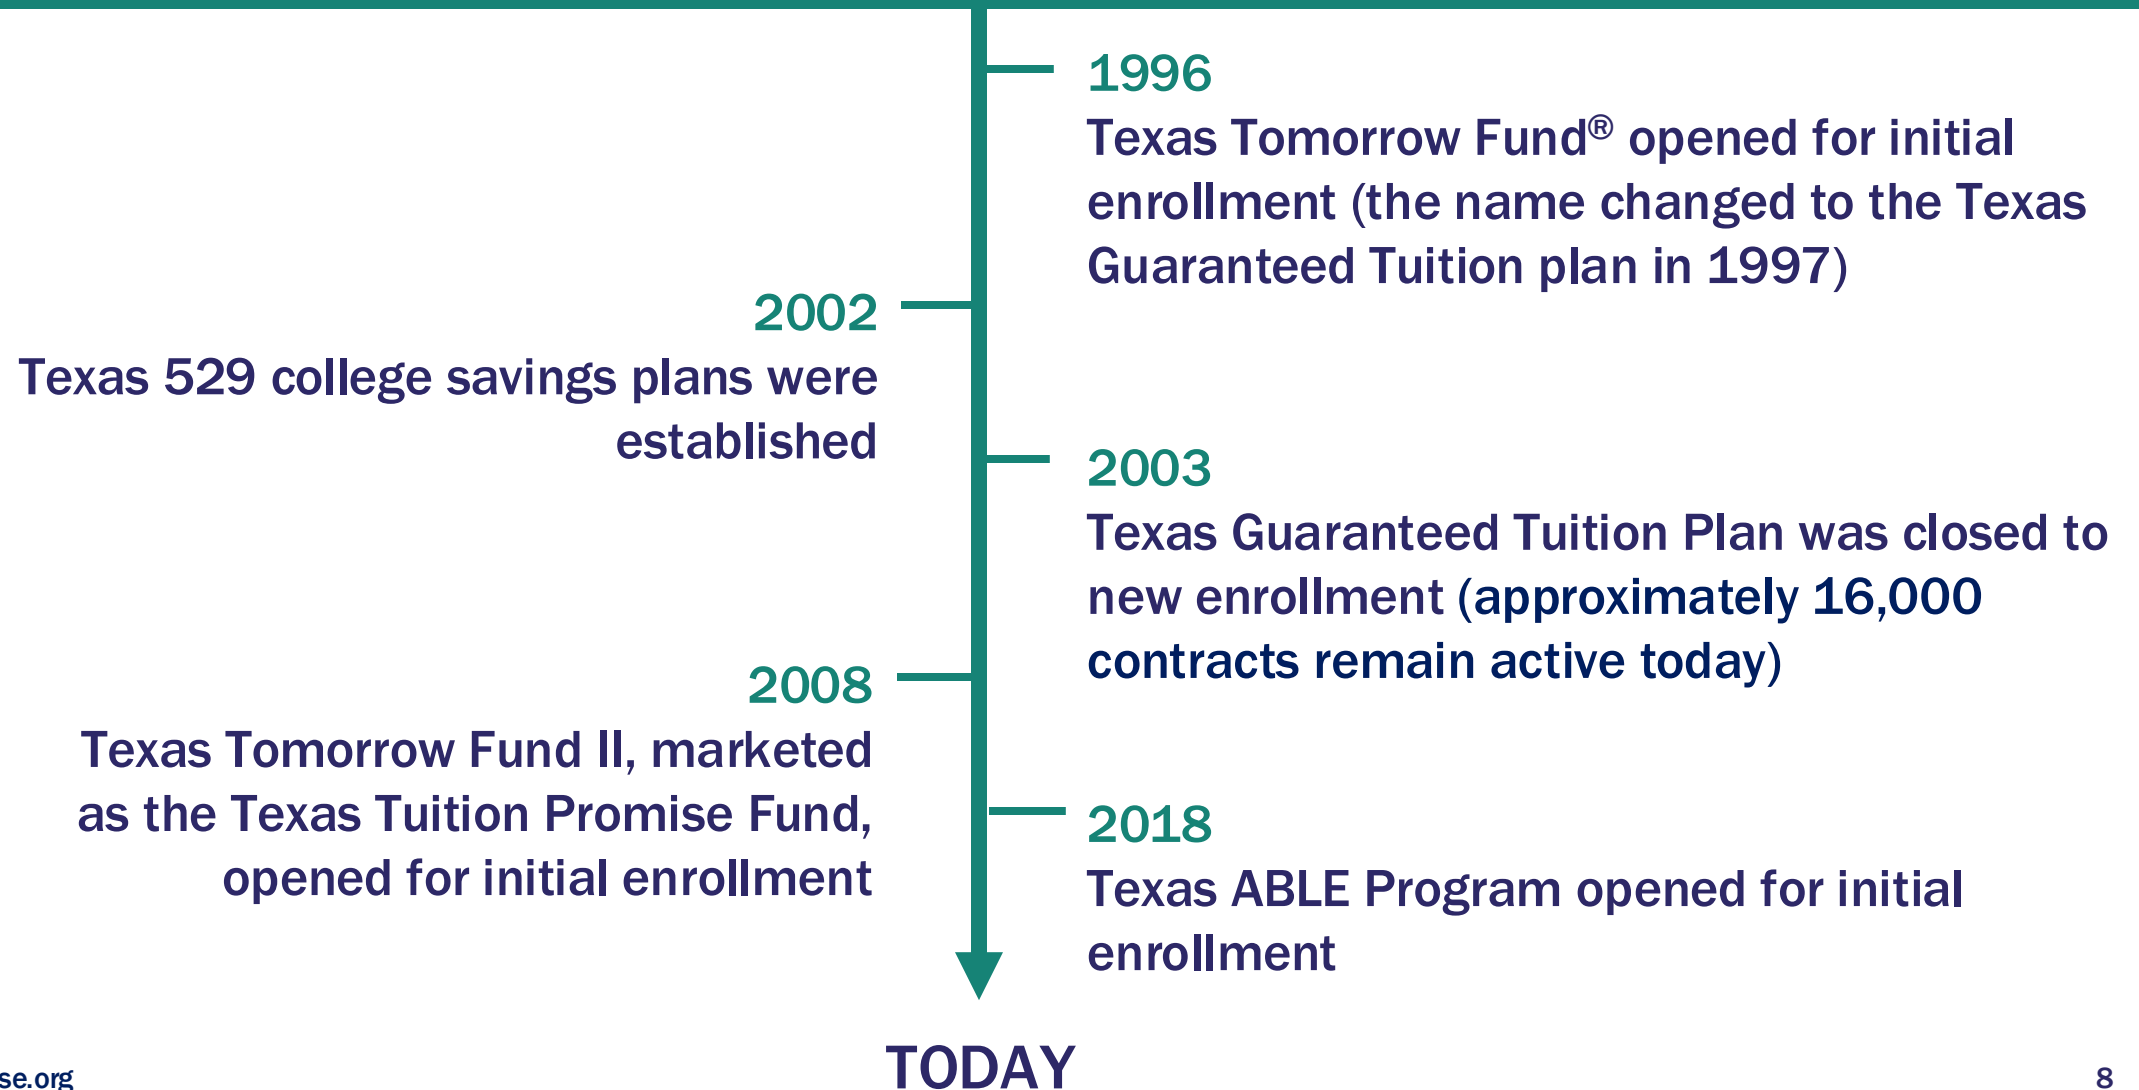 1996
Texas Tomorrow Fund® opened for initial
enrollment (the name changed to the Texas
Guaranteed Tuition plan in 1997)
2002
Texas 529 college savings plans were
established
2003
Texas Guaranteed Tuition Plan was closed to
new enrollment (approximately 16,000
contracts remain active today)
2008
Texas Tomorrow Fund II, marketed
as the Texas Tuition Promise Fund,
opened for initial enrollment
2018
Texas ABLE Program opened for initial
enrollment
TODAY
se.org
8